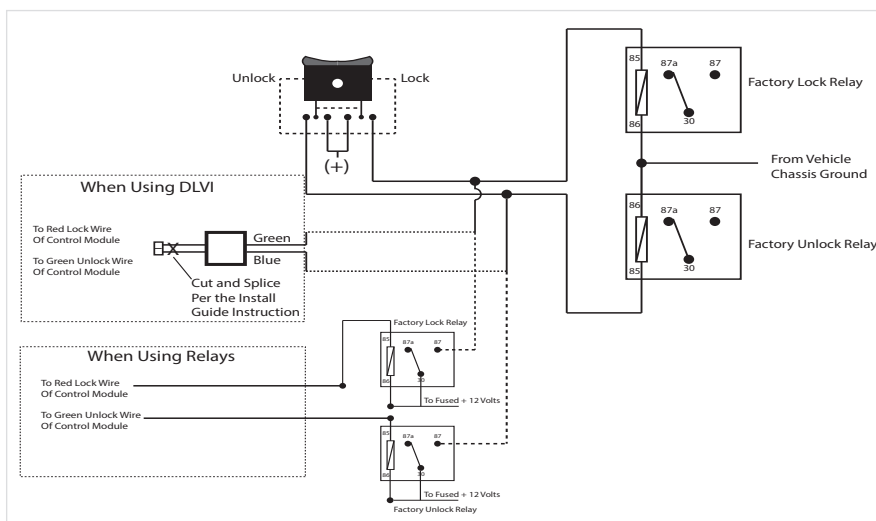 Unlock
Lock
(+)
85
87a
87
86
30
Factory Lock Relay
From Vehicle
Chassis Ground
86
87a
87
85
30
Factory Unlock Relay
When Using DLVI
To Red Lock Wire
Of Control Module
To Green Unlock Wire
Of Control Module
Green
Blue
Cut and Splice
Per the Install
Guide Instruction
When Using Relays
To Red Lock Wire
Of Control Module
To Green Unlock Wire
Of Control Module
Factory Lock Relay
85
87a
87
86
30
To Fused + 12 Volts
85
87a
87
86
30
To Fused + 12 Volts
Factory Unlock Relay